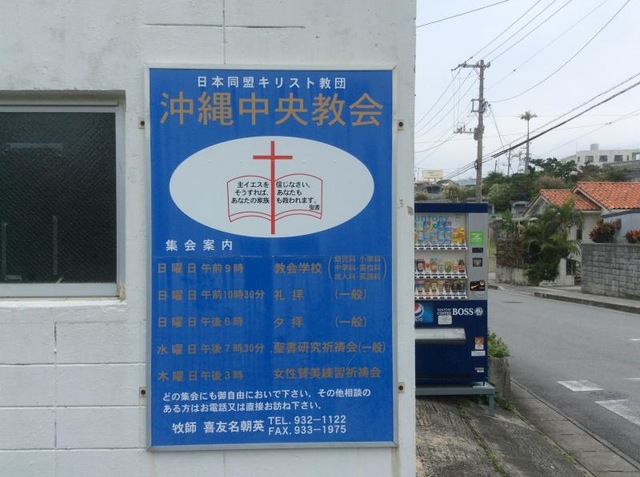 日本同盟キリスト教団
沖縄中央教会
主イエスを信じなさい。
そうすれば、あなたも
あなたの家族も救われます。
聖書
集会案内
日曜日午前9時 教会学校(幼児科・小学科
中学科・高校科
成人科・英語科)
日曜日 午前10時30分 礼拝 (一般)
日曜日 午後6時 夕拝 (一般)
水曜日 午後7時30分 聖書研究祈祷会(一般)
木曜日 午後3時 女性賛美練習祈祷会
どの集会にも御自由においで下さい。その他相談の
ある方はお電話又は直接お訪ね下さい。
牧師 喜友名朝英 TEL. 932-1122
FAX. 933-1975
BOSS